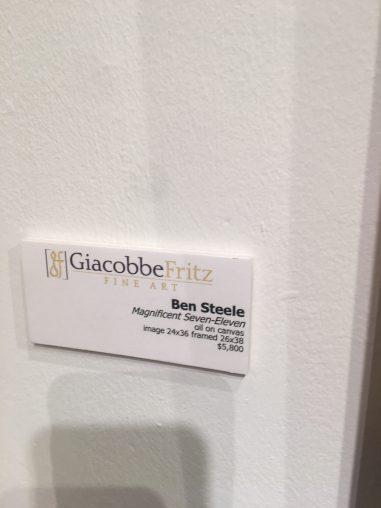 GiacobbeFritz
FINE ART
Ben Steele
Magnificent Seven-Eleven
oil on canvas
image 24x36 framed 26x38
$5,800